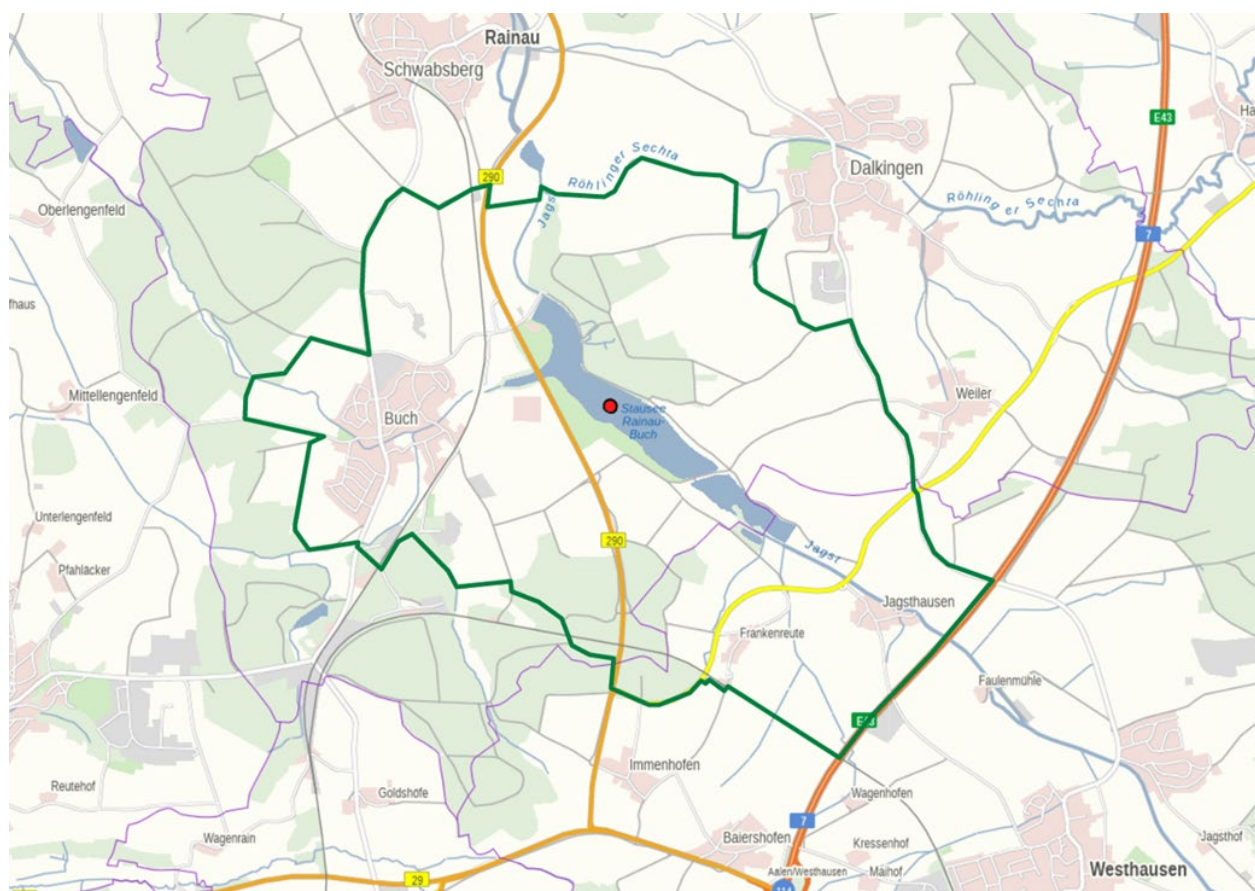 Rainau
Schwabsberg
E43
290
Röhlinger Sechta
Dalkingen
Jagst
Röhlinger Sechta
Oberlengenfeld
7
Mittellengenfeld
Weiler
Buch
Stausee
Rainau-
Buch
Unterlengenfeld
290
Jagst
Pfahläcker
Jagsthausen
Frankenreute
Faulenmühle
E43
Immenhofen
Reutehof
Goldshöfe
Wagenhofen
7
Wagenrain
Baiershofen
Kressenhof
Jagsthof
Aalen/Westhausen
Maihof
Westhausen
29